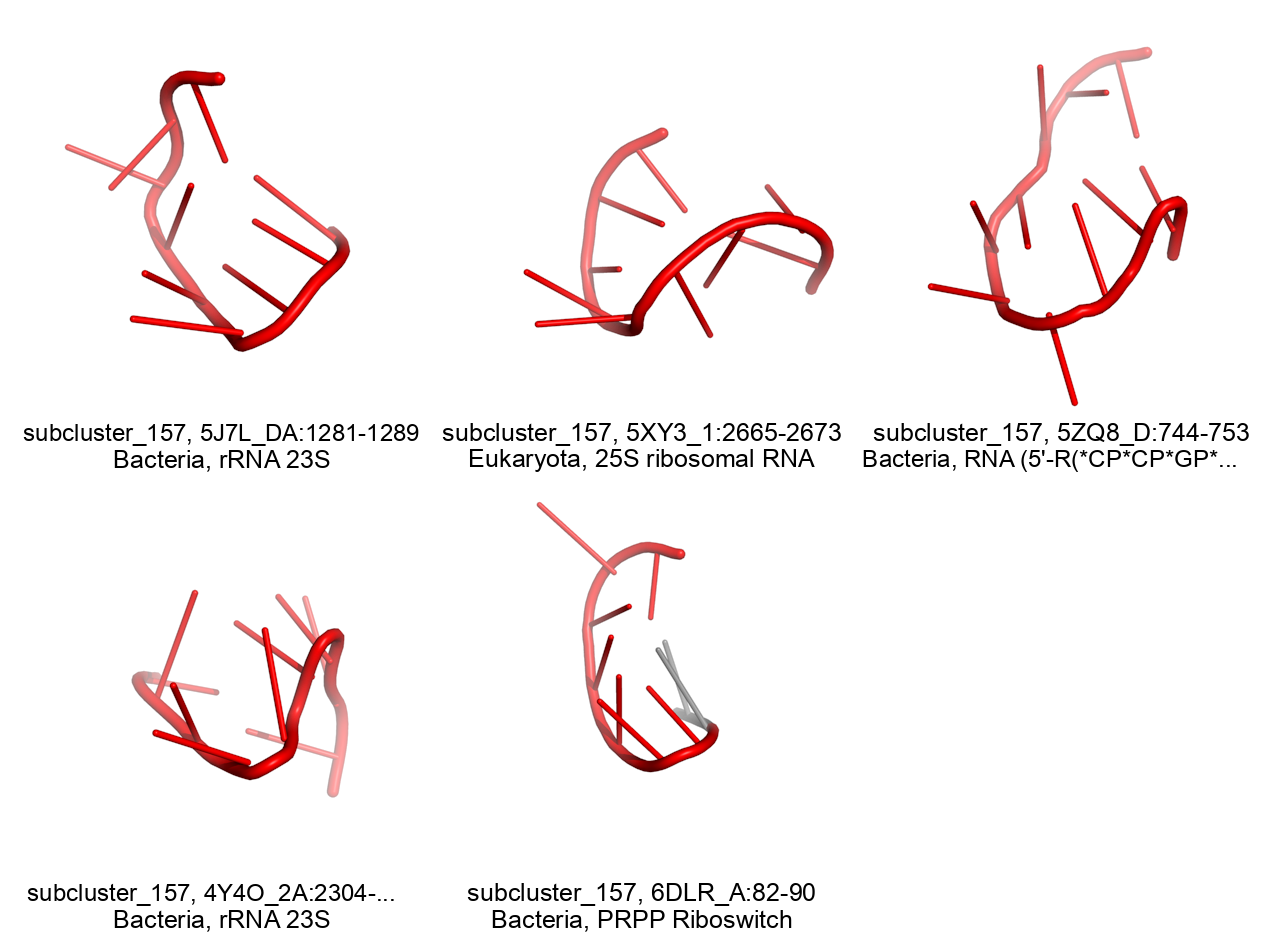 subcluster_157, 5J7L_DA:1281-1289
Bacteria, rRNA 23S
subcluster_157, 5XY3_1:2665-2673
Eukaryota, 25S ribosomal RNA
subcluster_157, 5ZQ8_D:744-753
Bacteria, RNA (5'-R(*CP*CP*GP*...
subcluster_157, 4Y4O_2A:2304-...
Bacteria, rRNA 23S
subcluster_157, 6DLR_A:82-90
Bacteria, PRPP Riboswitch